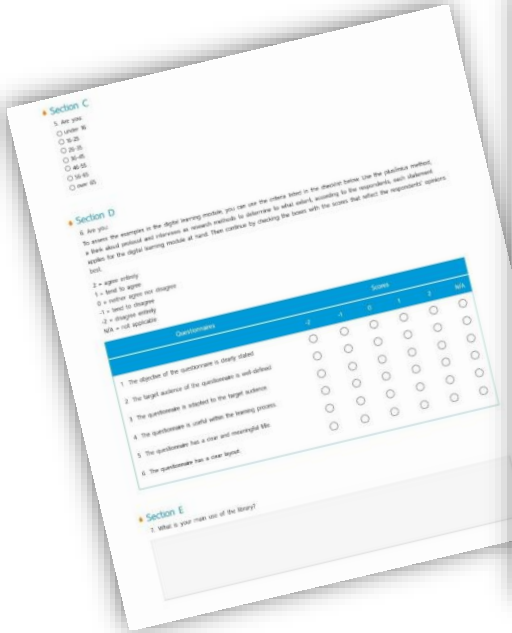 Section C
5. Are you:
under 16
16-25
26-35
36-45
46-55
56-65
over 65
Section D
6. Are you:
To assess the examples in the digital learning module, you can use the criteria listed in the checklist below. Use the plus/minus method,
a think aloud protocol and interviews as research methods to determine to what extent, according to the respondents, each statement
applies for the digital learning module at hand. Then continue by checking the boxes with the scores that reflect the respondents' opinions
best.
2 = agree entirely
1 = tend to agree
0 = neither agree nor disagree
-1 = tend to disagree
-2 = disagree entirely
N/A = not applicable
Questionnaires Scores
-2 -1 0 1 2 N/A
1 The objective of the questionnaire is clearly stated
2 The target audience of the questionnaire is well-defined
3 The questionnaire is adapted to the target audience.
4 The questionnaire is useful within the learning process.
5 The questionnaire has a clear and meaningful title
6 The questionnaire has a clear layout.
Section E
7. What is your main use of the library?